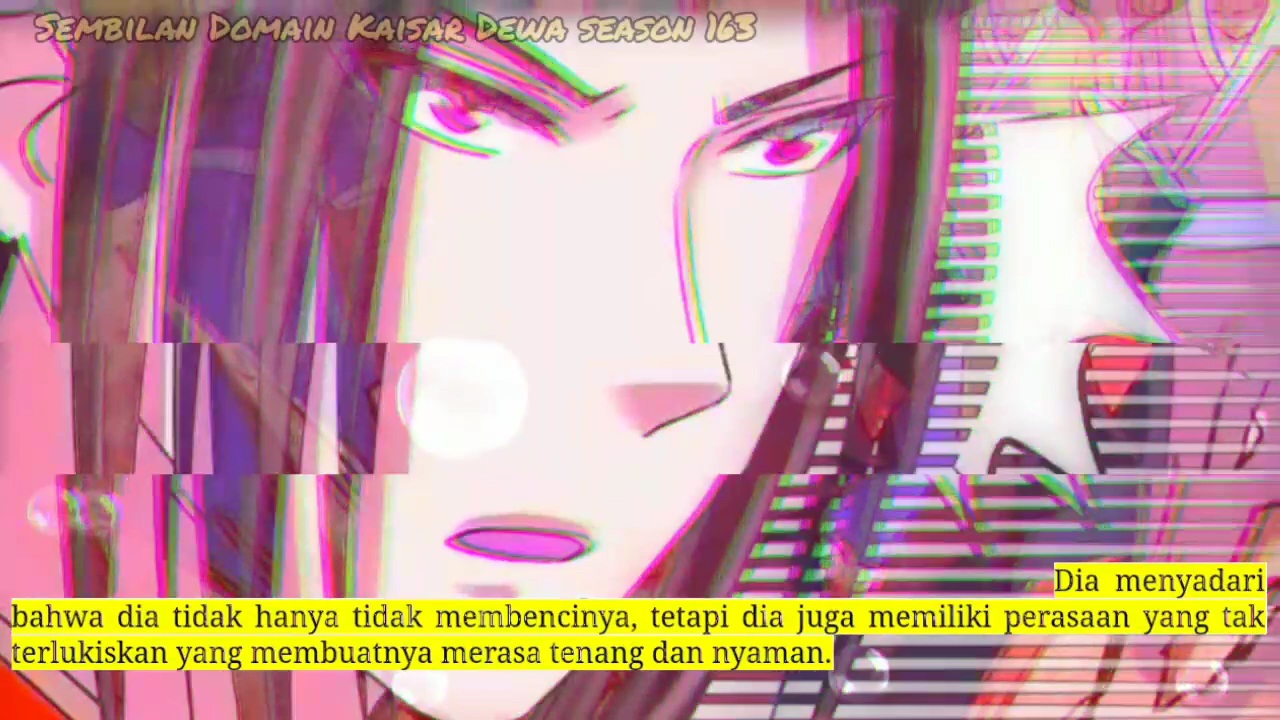 Sembilan Domain Kaisar Dewa season 163
Dia menyadari
bahwa dia tidak hanya tidak membencinya, tetapi dia juga memiliki perasaan yang tak
terlukiskan yang membuatnya merasa tenang dan nyaman.